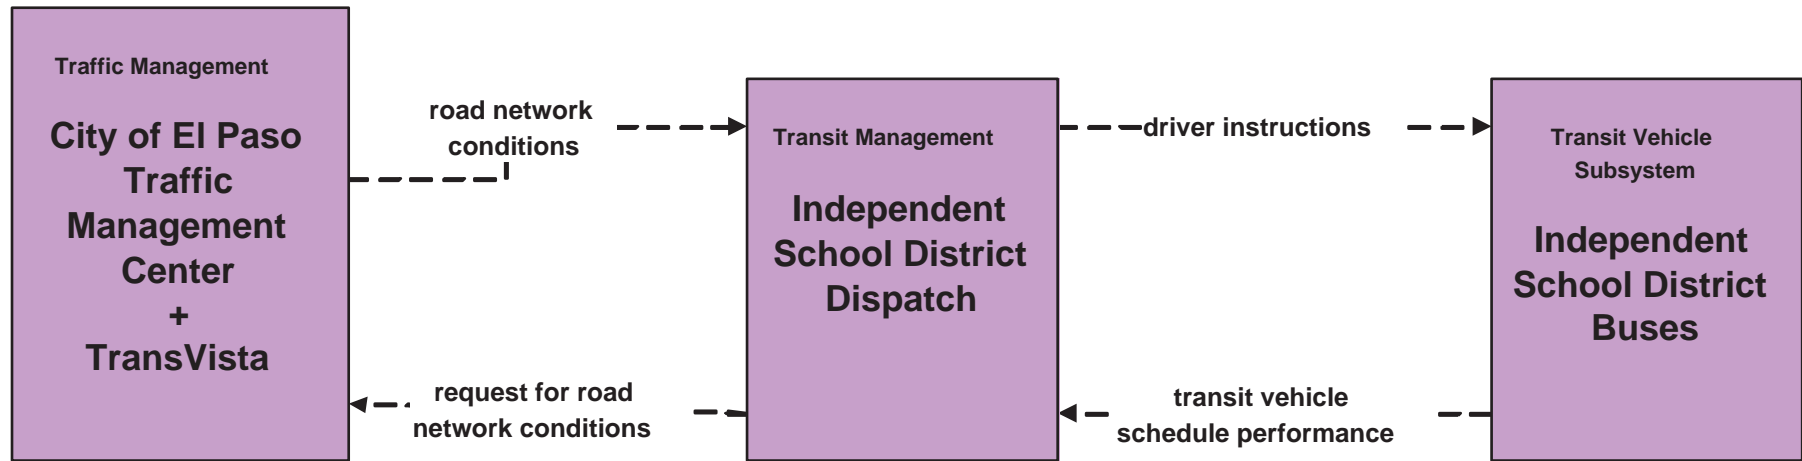 Traffic Management
City of El Paso
Traffic
Management
Center
+
TransVista
road network
conditions
request for road
network conditions
Transit Management
Independent
School District
Dispatch
driver instructions
transit vehicle
schedule performance
Transit Vehicle
Subsystem
Independent
School District
Buses